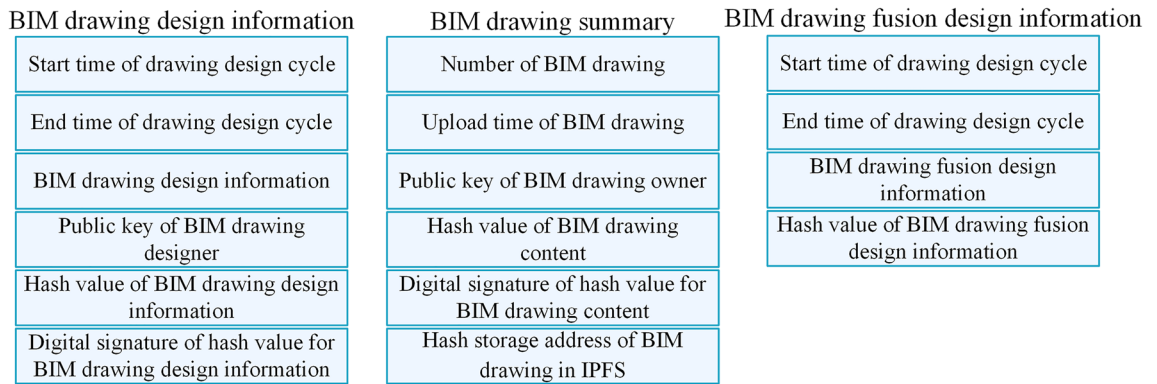 BIM drawing design information
Start time of drawing design cycle
End time of drawing design cycle
BIM drawing design information
Public key of BIM drawing
designer
Hash value of BIM drawing design
information
Digital signature of hash value for
BIM drawing design information
BIM drawing summary
Number of BIM drawing
Upload time of BIM drawing
Public key of BIM drawing owner
Hash value of BIM drawing
content
Digital signature of hash value for
BIM drawing content
Hash storage address of BIM
drawing in IPFS
BIM drawing fusion design information
Start time of drawing design cycle
End time of drawing design cycle
BIM drawing fusion design
information
Hash value of BIM drawing fusion
design information